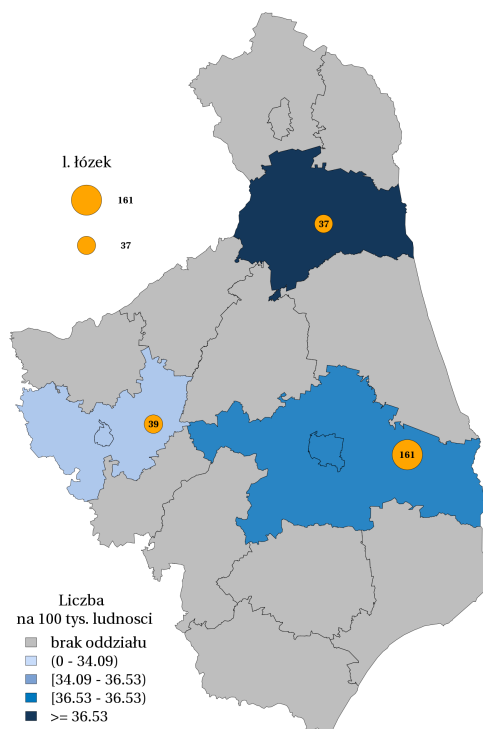 l. łózek
161
37
37
39
161
Liczba
na 100 tys. ludnosci
brak oddziału
(0 - 34.09)
[34.09 - 36.53)
[36.53 - 36.53)
>= 36.53